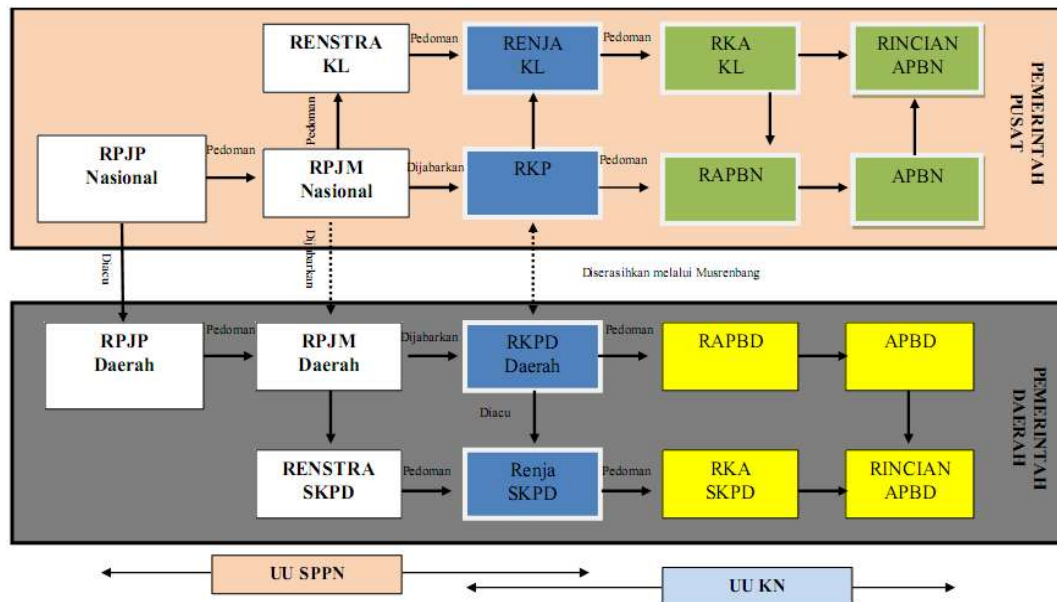 RENSTRA
KL
Pedoman
RENJA
KL
Pedoman
RKA
KL
RINCIAN
APBN
Pedoman
RPJP
Nasional
Pedoman
RPJM
Nasional
Dijabarkan
RKP
Pedoman
RAPBN
APBN
PEMERINTAH
PUSAT
Diacu
Dijabarkan
Diserasihkan melalui Musrenbang
RPJP
Daerah
Pedoman
RPJM
Daerah
Dijabarkan
RKPD
Daerah
Pedoman
RAPBD
APBD
Diacu
RENSTRA
SKPD
Pedoman
Renja
SKPD
Pedoman
RKA
SKPD
RINCIAN
APBD
PEMERINTAH
DAERAH
UU SPPN
UU KN